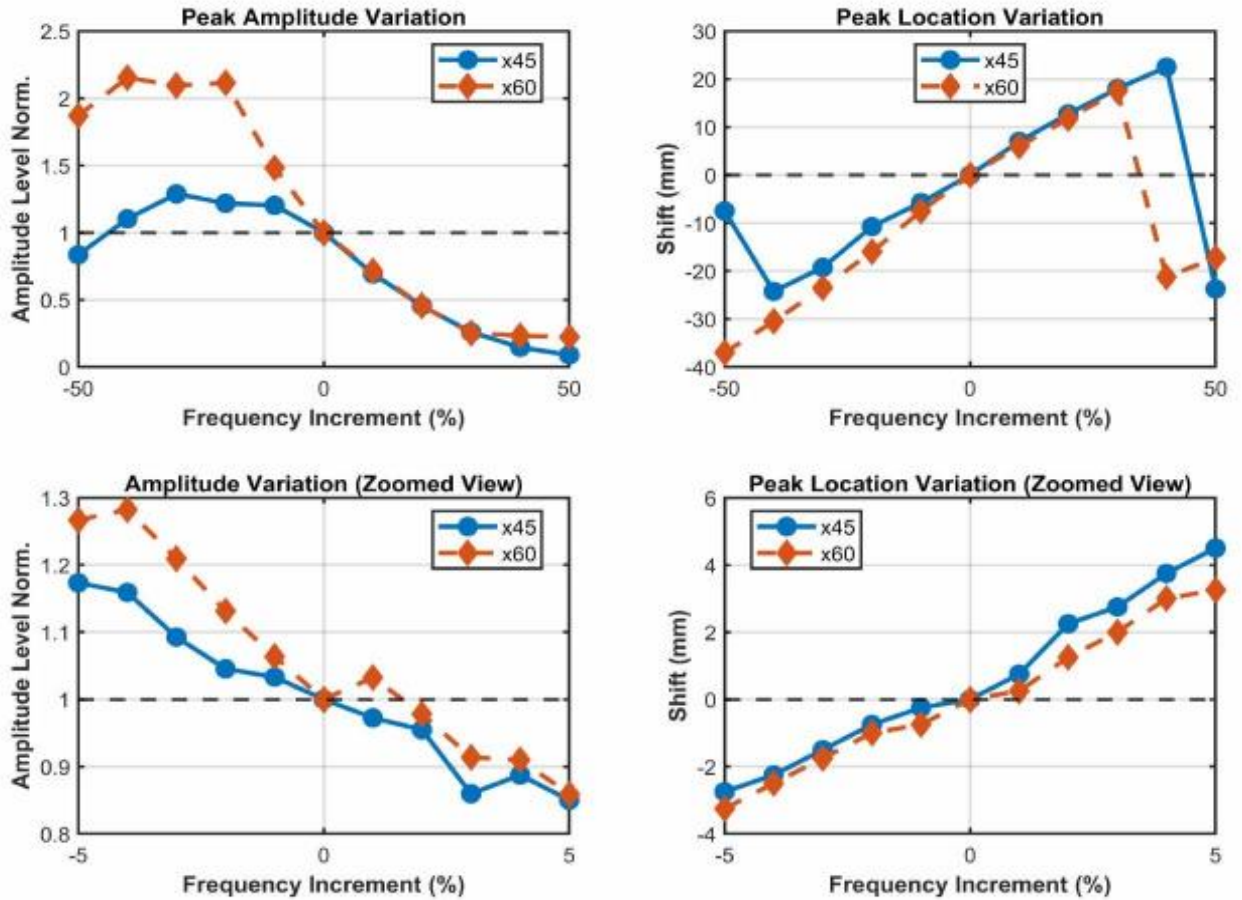 Peak Amplitude Variation
Amplitude Level Norm.
2.5
2
1.5
1
0.5
0
-50
0
50
x45
x60
Frequency Increment (%)
Peak Location Variation
Shift (mm)
30
20
10
0
-10
-20
-30
-40
-50
0
50
x45
x60
Frequency Increment (%)
Amplitude Variation (Zoomed View)
Amplitude Level Norm.
1.3
1.2
1.1
1
0.9
0.8
-5
0
5
x45
x60
Frequency Increment (%)
Peak Location Variation (Zoomed View)
Shift (mm)
6
4
2
0
-2
-4
-5
0
5
x45
x60
Frequency Increment (%)